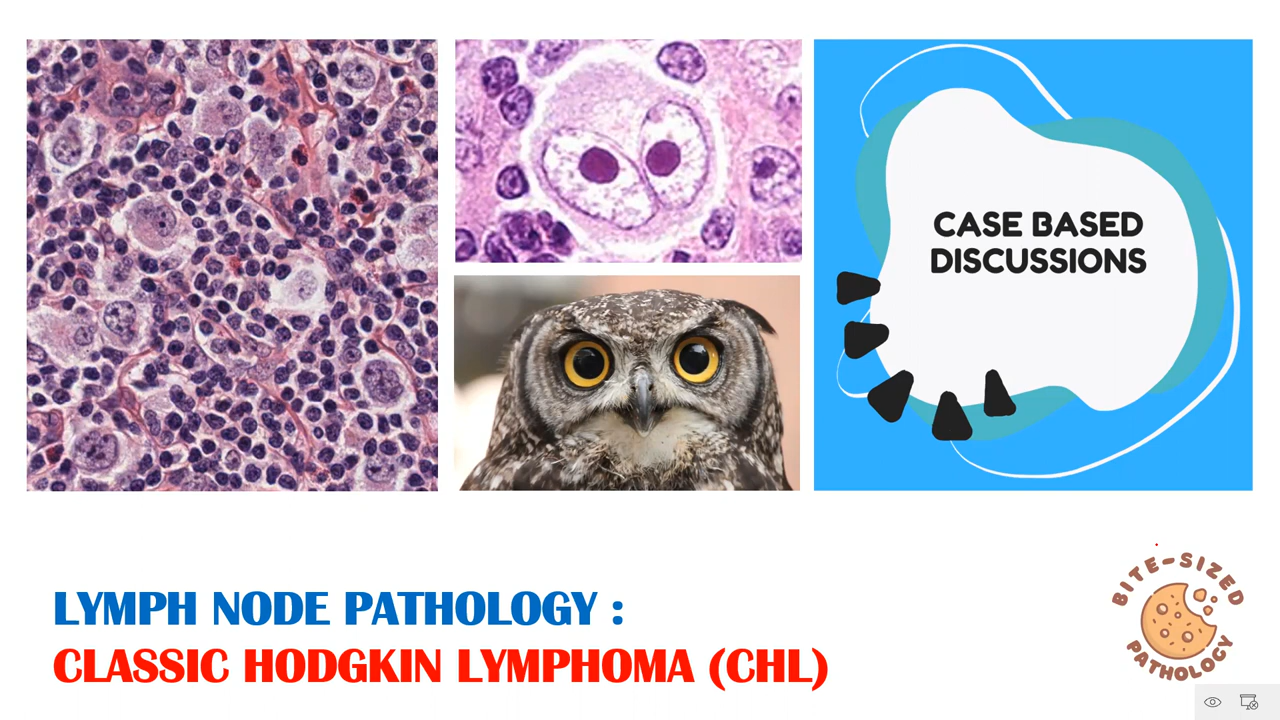 CASE BASED
DISCUSSIONS
LYMPH NODE PATHOLOGY :
CLASSIC HODGKIN LYMPHOMA (CHL)
BITE-SIZED
PATHOLOGY